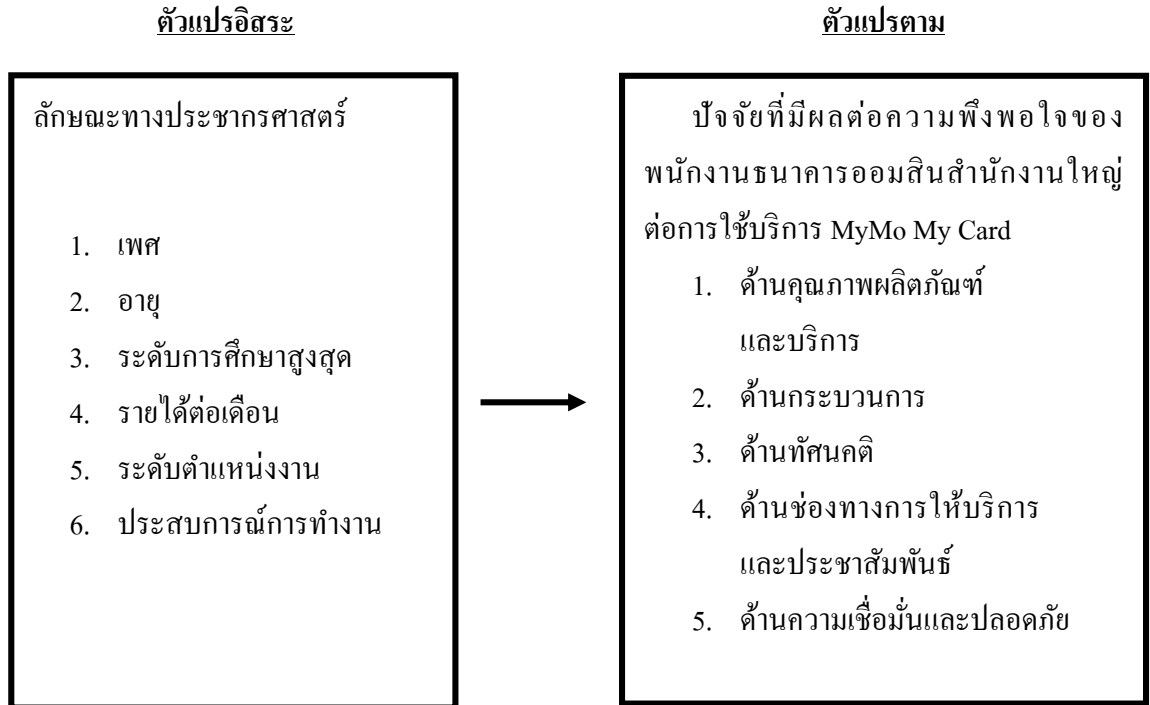 ตัวแปรอิสระ
ลักษณะทางประชากรศาสตร์
1. เพศ
2. อายุ
3. ระดับการศึกษาสูงสุด
4. รายได้ต่อเดือน
5. ระดับตำแหน่งงาน
6. ประสบการณ์การทำงาน
ตัวแปรตาม
ปัจจัยที่มีผลต่อความพึงพอใจของ
พนักงานธนาคารออมสินสำนักงานใหญ่
ต่อการใช้บริการ MyMo My Card
1. ด้านคุณภาพผลิตภัณฑ์
และบริการ
2. ด้านกระบวนการ
3. ด้านทัศนคติ
4. ด้านช่องทางการให้บริการ
และประชาสัมพันธ์
5. ด้านความเชื่อมั่นและปลอดภัย